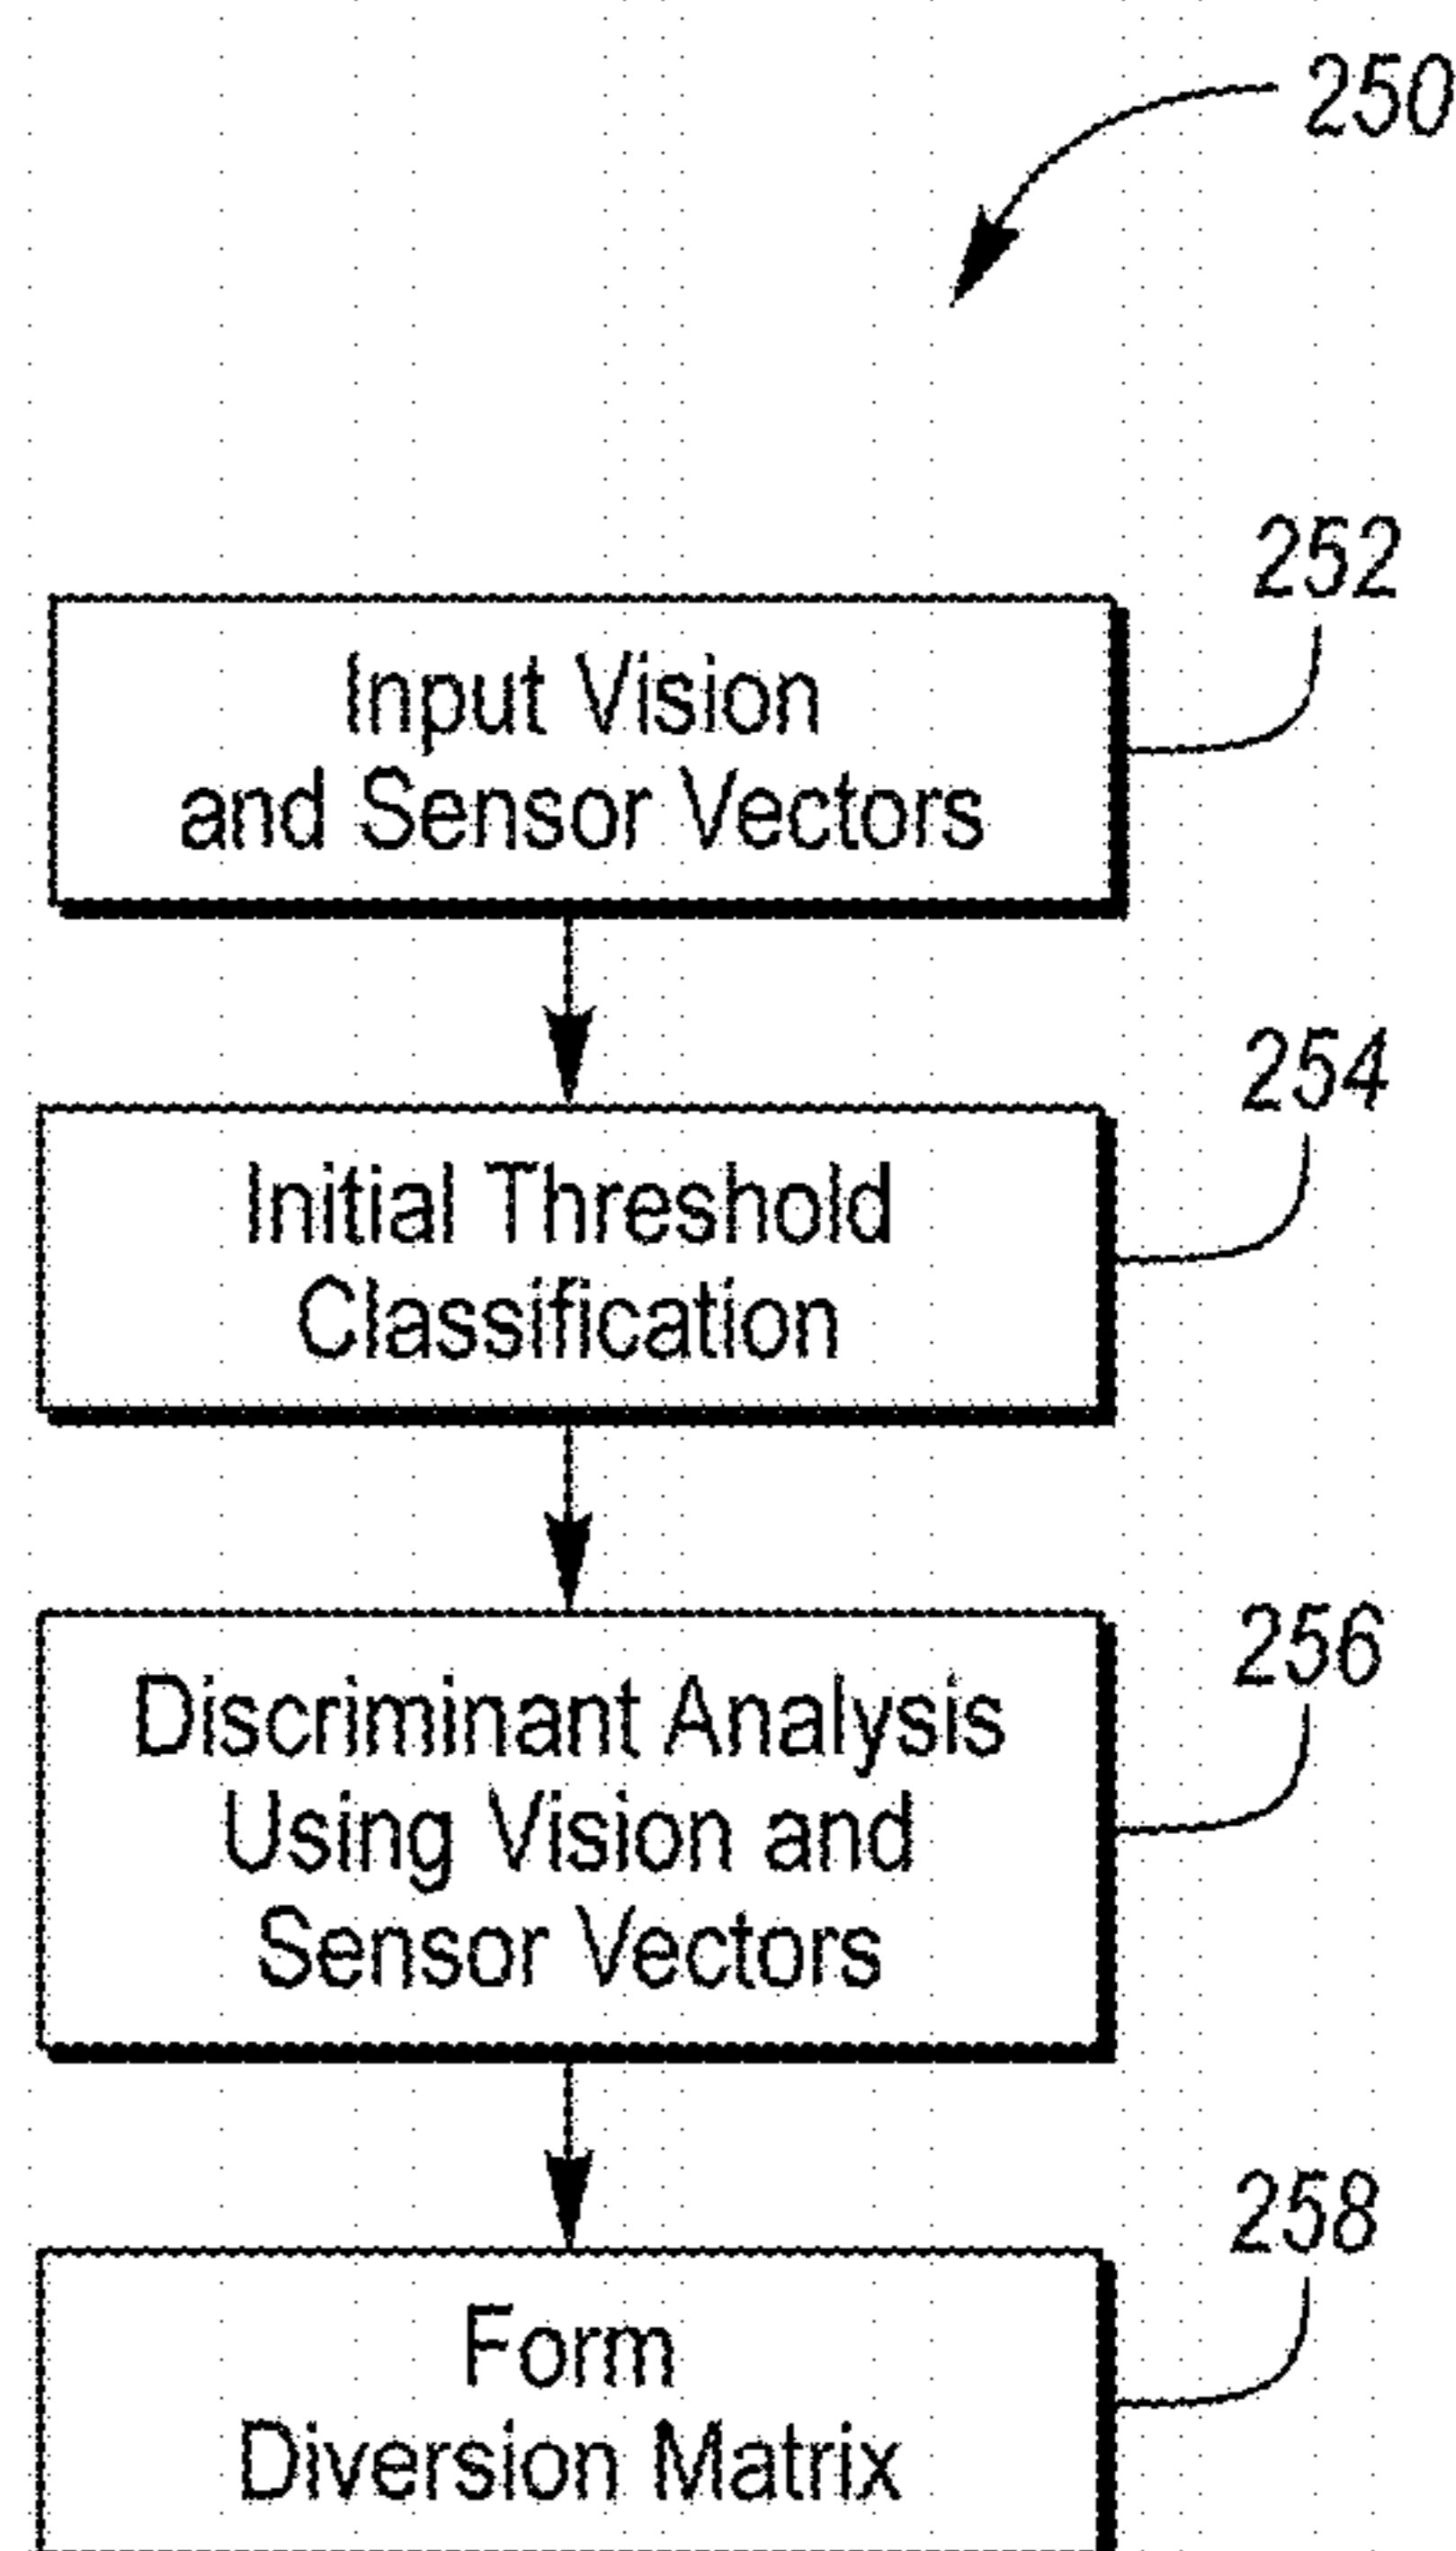 250
252
Input Vision
and Sensor Vectors
254
Initial Threshold
Classification
256
Discriminant Analysis
Using Vision and
Sensor Vectors
258
Form
Diversion Matrix